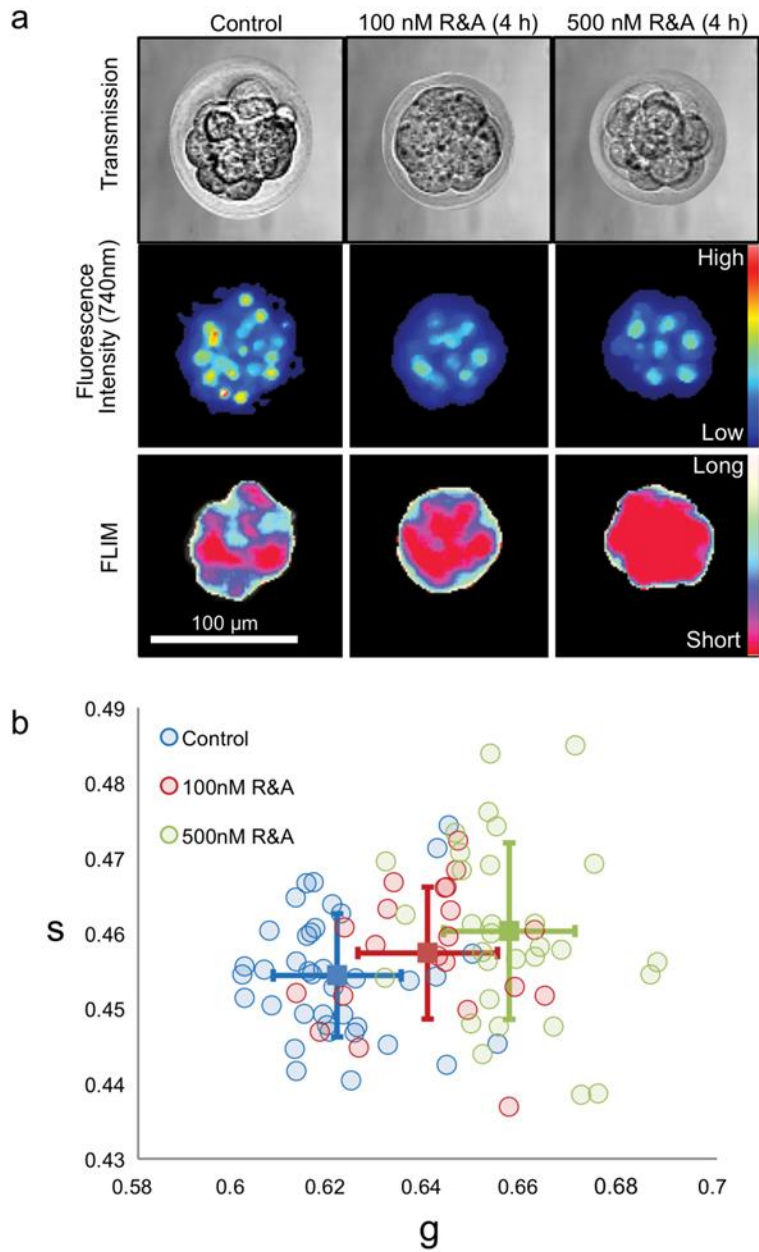 a
Control
100 nM R&A (4 h)
500 nM R&A (4 h)
Transmission
Fluorescence
Intensity (740nm)
High
Low
FLIM
Long
Short
100 µm
b
0.49
0.48
0.47
0.46
0.45
0.44
0.43
s
Control
100nM R&A
500nM R&A
0.58
0.6
0.62
0.64
0.66
0.68
0.7
g